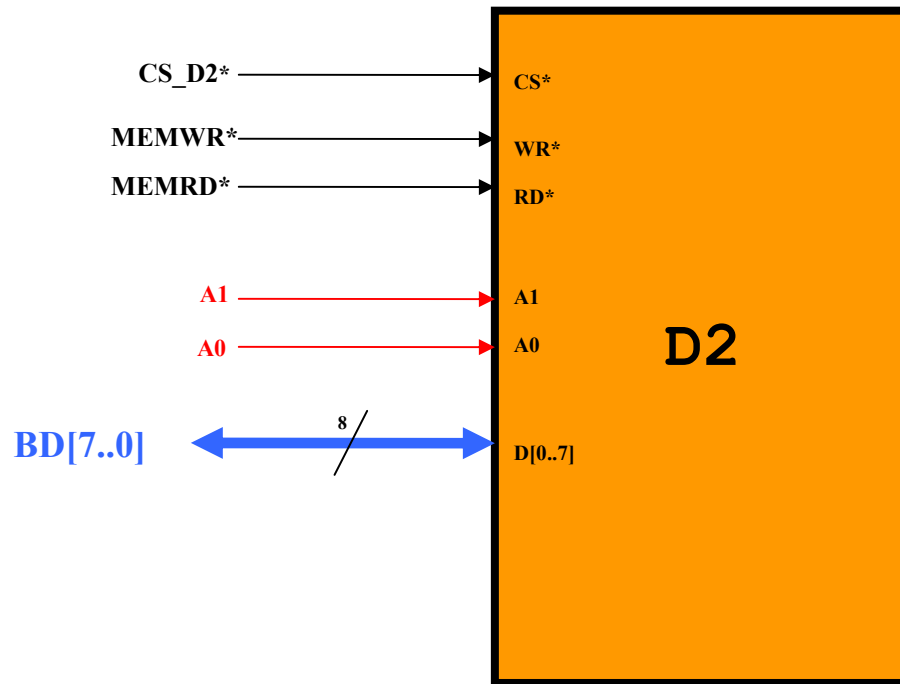 CS_D2* CS*
MEMWR* WR*
MEMRD* RD*
A1 A1
A0 A0 D2
8
BD[7..0] D[0..7]